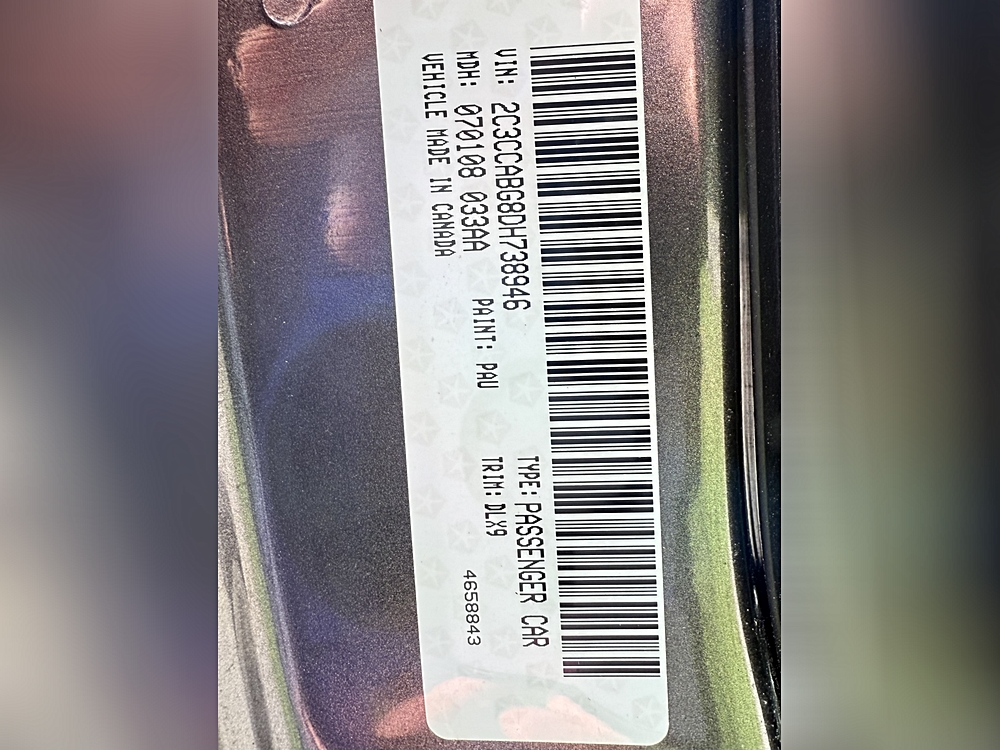 VIN: 2C3CCABG8DH738946 TYPE: PASSENGER CAR
MDH: 070108 033AA PAINT: PAU TRIM: DLX9
VEHICLE MADE IN CANADA 4658843